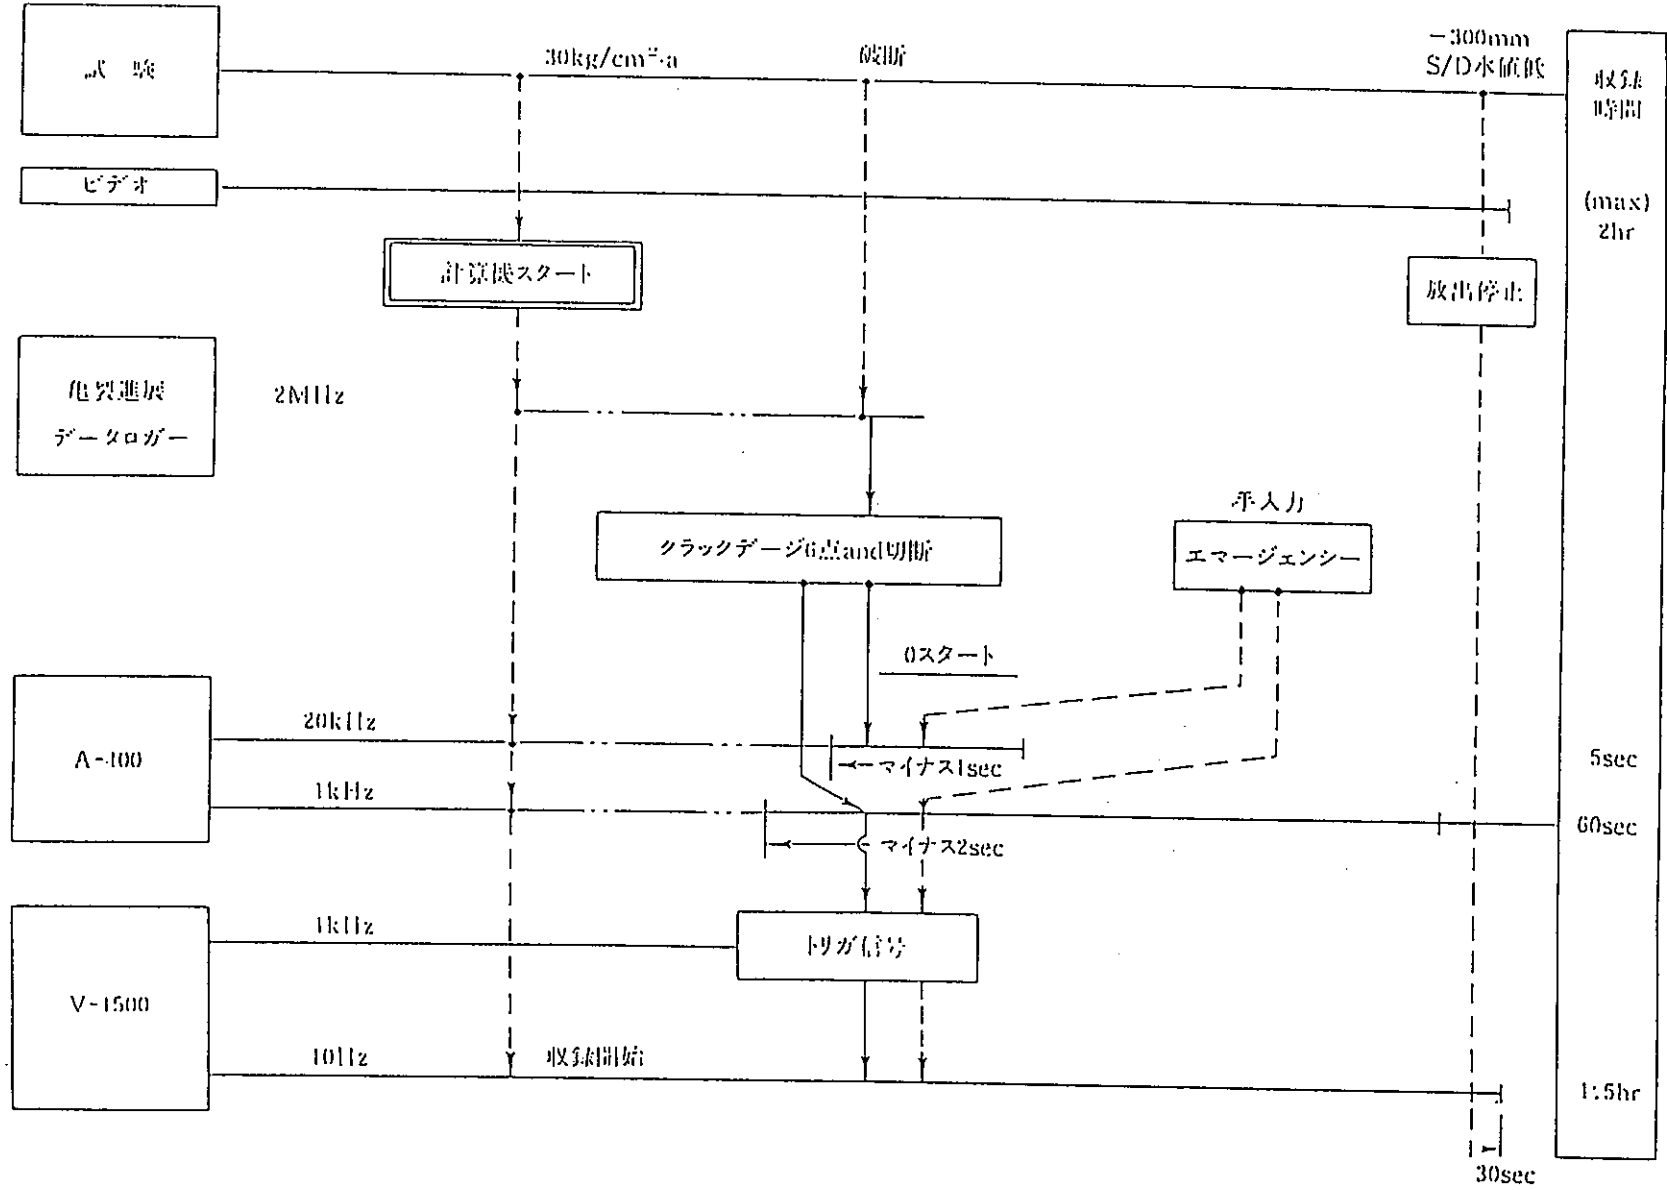 試験
30kg/cm²·a
破断
-300mm
S/D水値低
収録
時間
ビデオ
(max)
2hr
計算機スタート
放出停止
亀裂進展
データロガー
2MHz
手入力
クラックデージ6点and切断
エマージェンシー
0スタート
20kHz
A-400
マイナス1sec
5sec
1kHz
60sec
マイナス2sec
1kHz
トリガ信号
V-1500
10Hz
収録開始
1.5hr
30sec